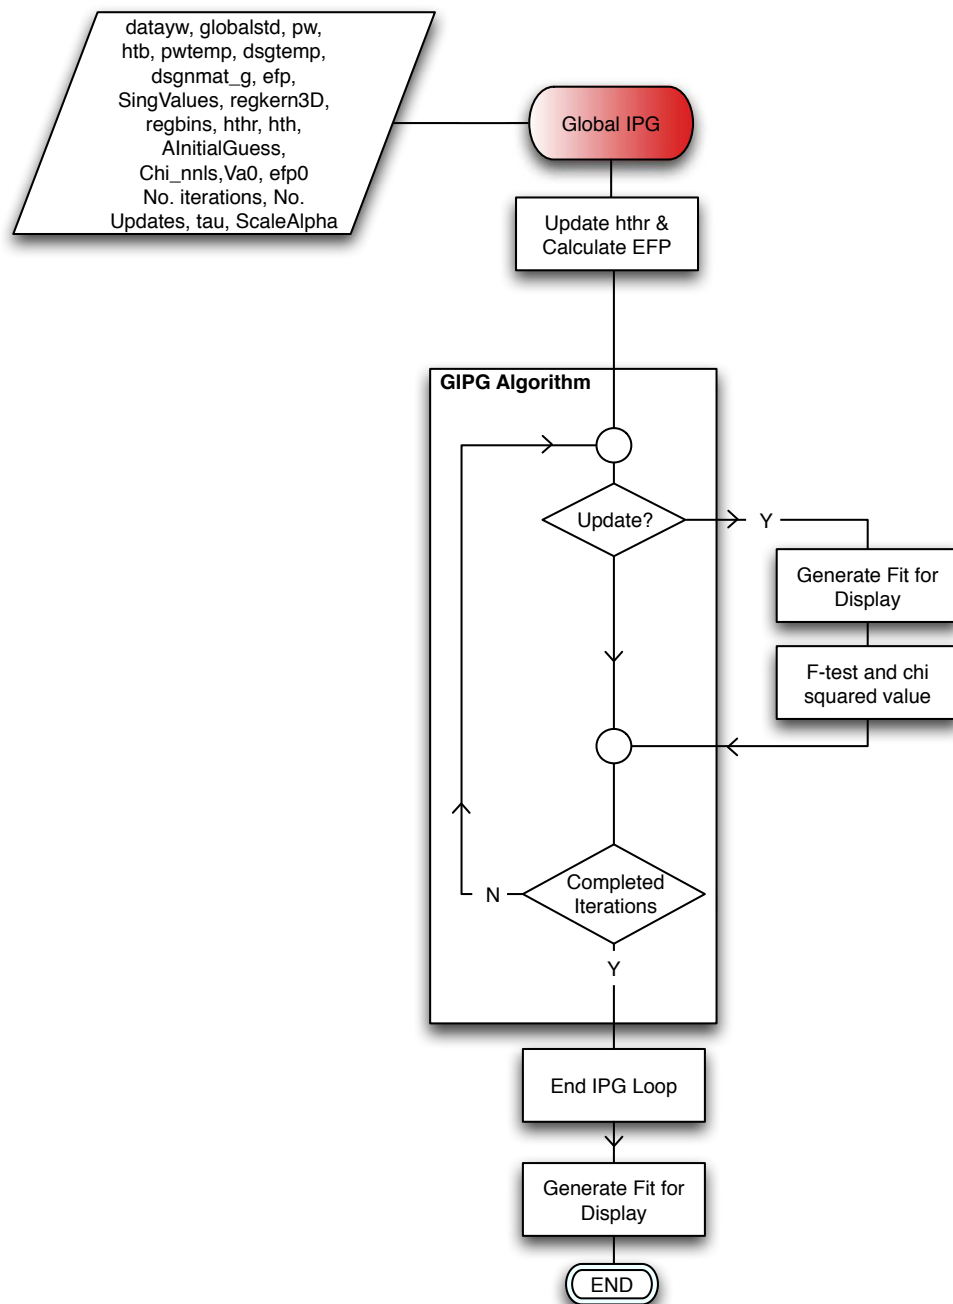 datayw, globalstd, pw,
htb, pwtemp, dsgtemp,
dsgnmat_g, efp,
SingValues, regkern3D,
regbins, hthr, hth,
AInitialGuess,
Chi_nnls,Va0, efp0
No. iterations, No.
Updates, tau, ScaleAlpha
Global IPG
Update hthr &
Calculate EFP
GIPG Algorithm
Update?
Y
Generate Fit for
Display
F-test and chi
squared value
Completed
Iterations
N
Y
End IPG Loop
Generate Fit for
Display
END